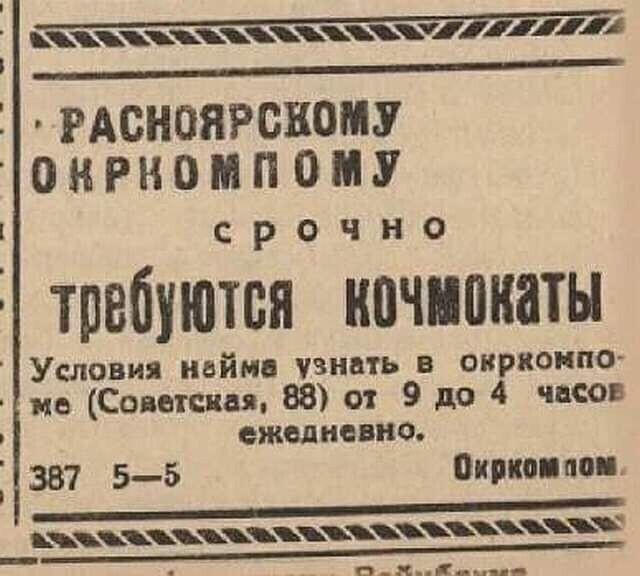 РАСНОЯРСКОМУ
ОКРКОМПОМУ
срочно
требуются кочмокаты
Условия найма узнать в окркомпо-
ме (Советская, 88) от 9 до 4 часов
ежедневно.
387 5—5 Окркомпом.